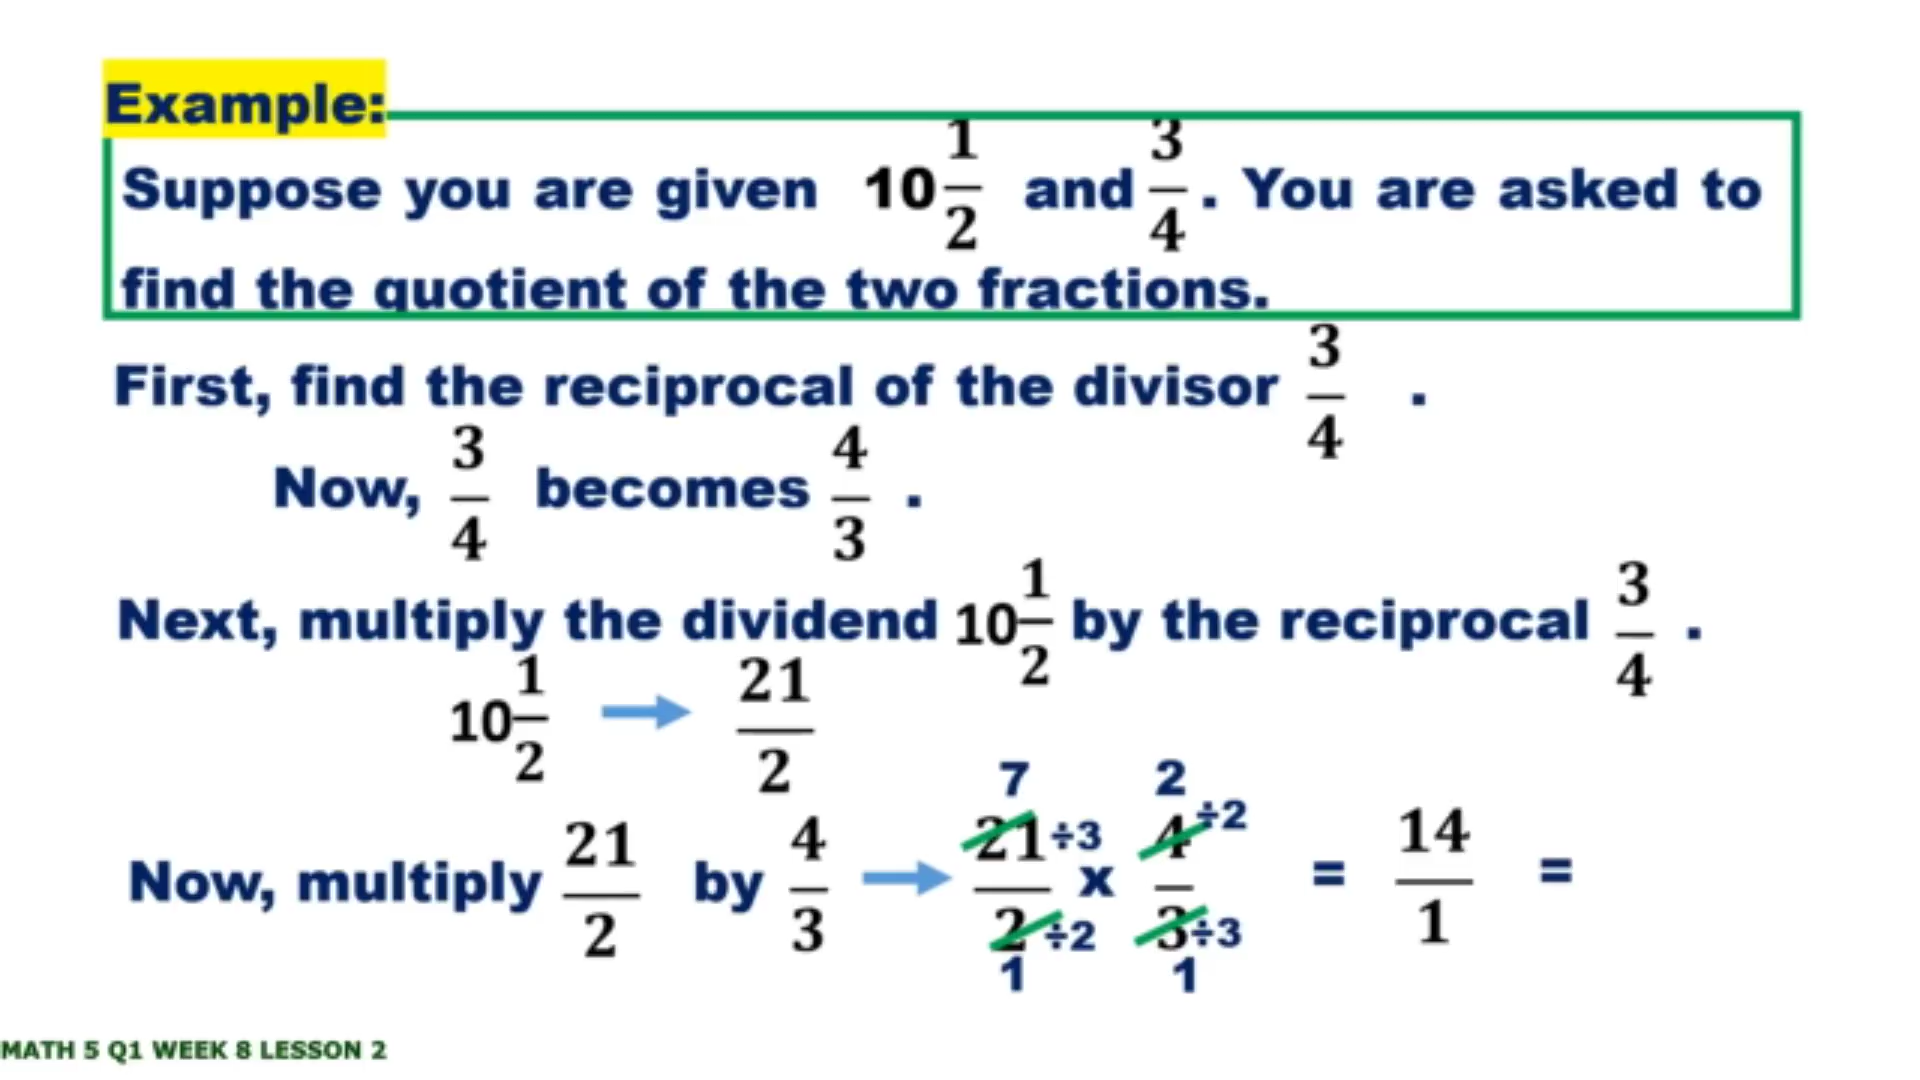 Example:
Suppose you are given 10 1/2 and 3/4 . You are asked to
find the quotient of the two fractions.
First, find the reciprocal of the divisor 3/4 .
Now, 3/4 becomes 4/3 .
Next, multiply the dividend 10 1/2 by the reciprocal 3/4 .
10 1/2 → 21/2
7 2
Now, multiply 21/2 by 4/3 → 21÷3/2÷2 x 4÷2/3÷3 = 14/1 =
1 1
MATH 5 Q1 WEEK 8 LESSON 2